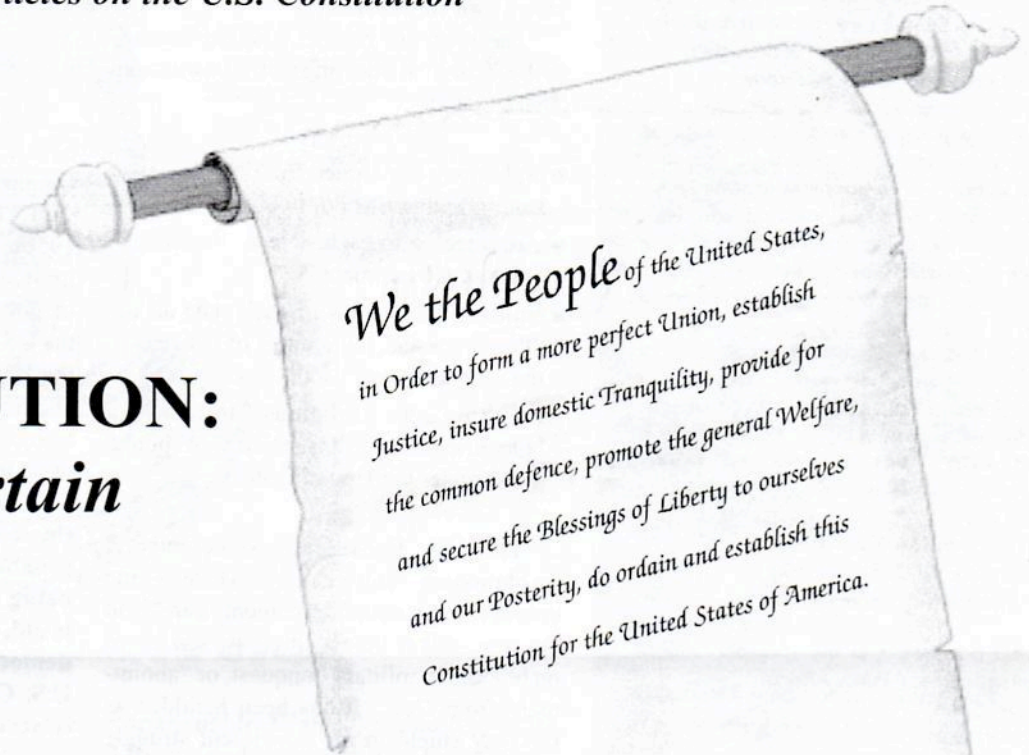 on the U.S. Constitution
We the People of the United States,
in Order to form a more perfect Union, establish
Justice, insure domestic Tranquility, provide for
the common defence, promote the general Welfare,
and secure the Blessings of Liberty to ourselves
and our Posterity, do ordain and establish this
Constitution for the United States of America.
UTION:
rtain